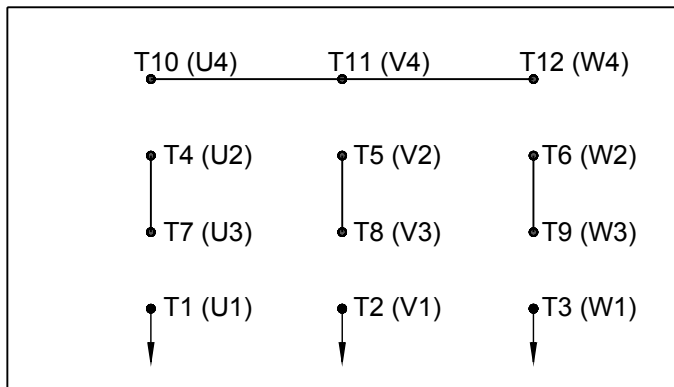 T10 (U4) T11 (V4) T12 (W4)
T4 (U2) T5 (V2) T6 (W2)
T7 (U3) T8 (V3) T9 (W3)
T1 (U1) T2 (V1) T3 (W1)